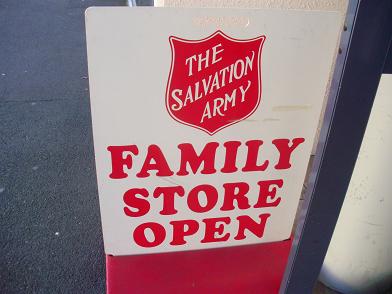 THE
SALVATION
ARMY
FAMILY
STORE
OPEN